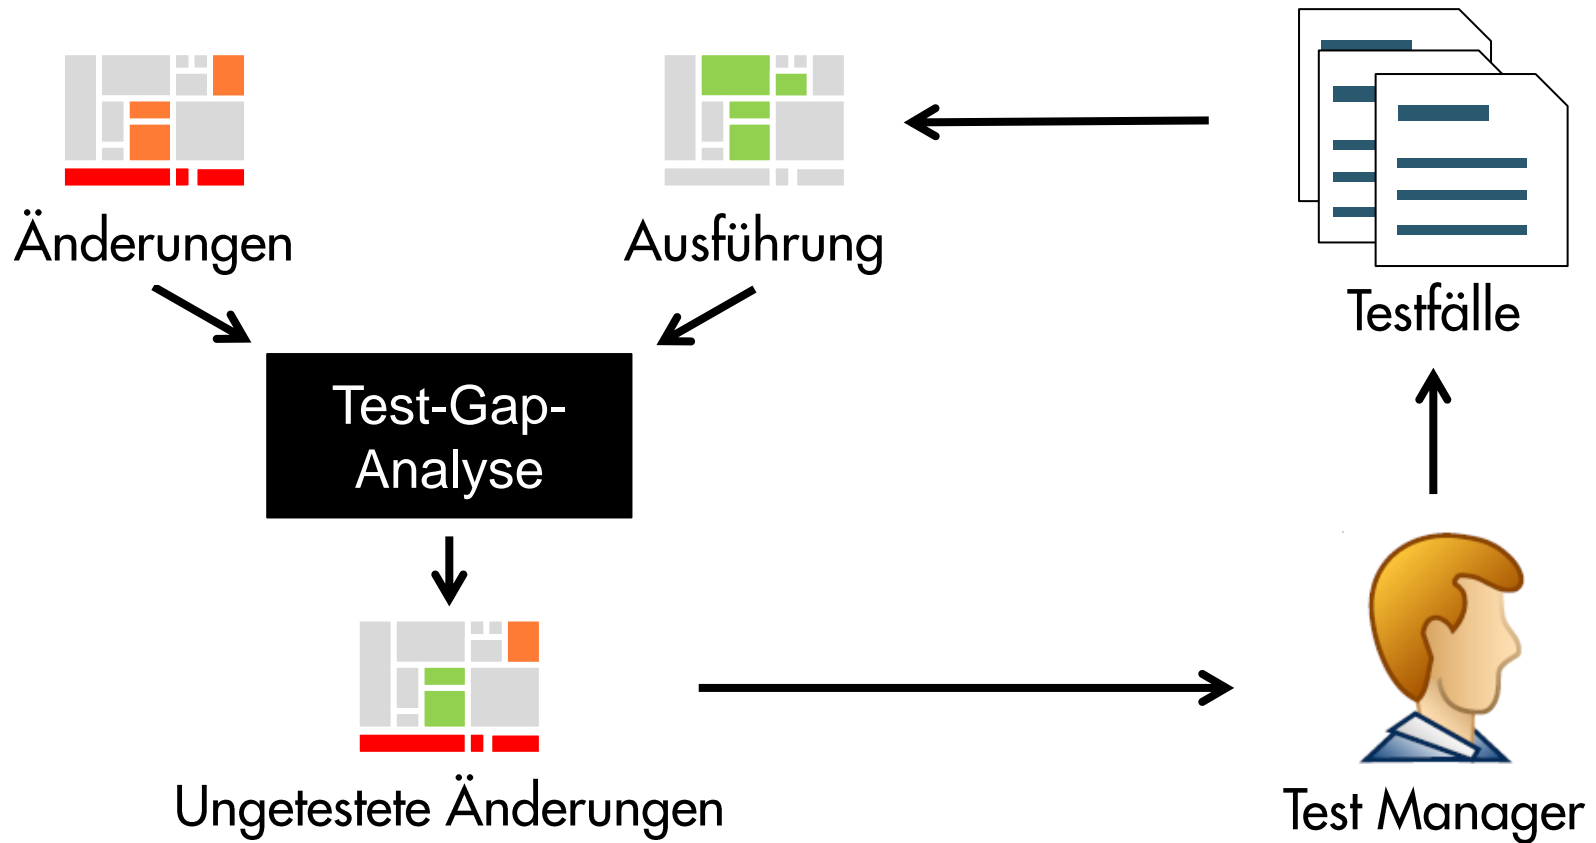 Änderungen
Ausführung
Testfälle
Test-Gap-
Analyse
Ungetestete Änderungen
Test Manager